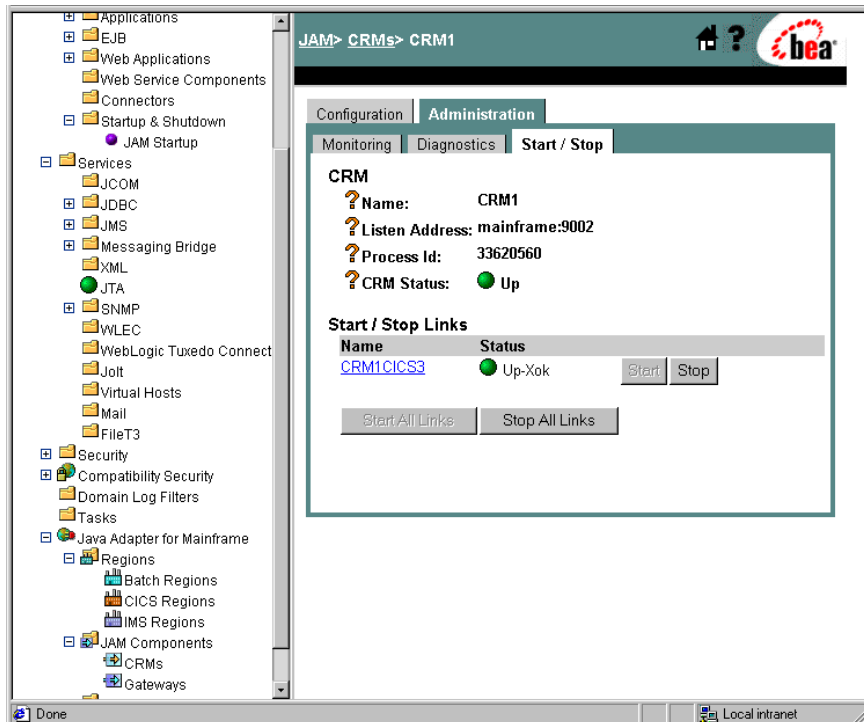 Applications
EJB
Web Applications
Web Service Components
Connectors
Startup & Shutdown
JAM Startup
Services
JCOM
JDBC
JMS
Messaging Bridge
XML
JTA
SNMP
WLEC
WebLogic Tuxedo Connect
Jolt
Virtual Hosts
Mail
FileT3
Security
Compatibility Security
Domain Log Filters
Tasks
Java Adapter for Mainframe
Regions
Batch Regions
CICS Regions
IMS Regions
JAM Components
CRMs
Gateways
JAM> CRMs> CRM1
? bea
Configuration Administration
Monitoring Diagnostics Start / Stop
CRM
? Name: CRM1
? Listen Address: mainframe:9002
? Process Id: 33620560
? CRM Status: Up
Start / Stop Links
Name Status
CRM1CICS3 Up-Xok Start Stop
Start All Links Stop All Links
Done Local intranet